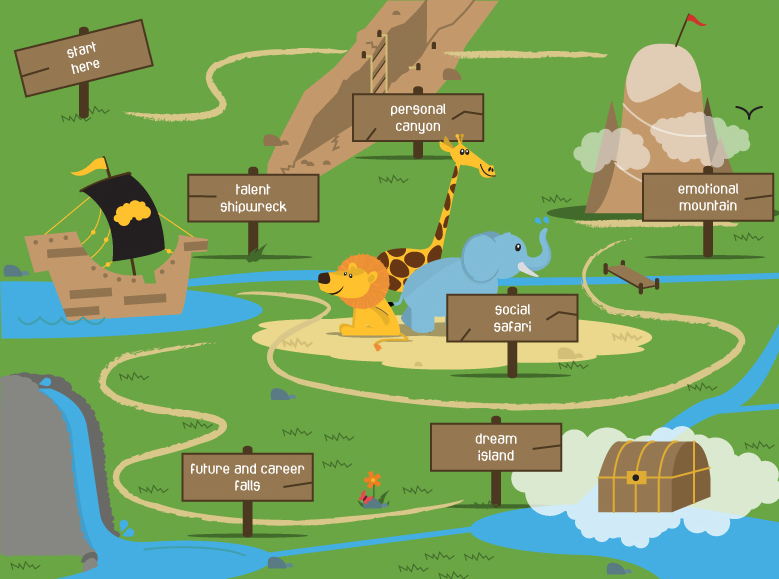 start
here
personal
canyon
talent
shipwreck
emotional
mountain
social
safari
dream
island
future and career
falls